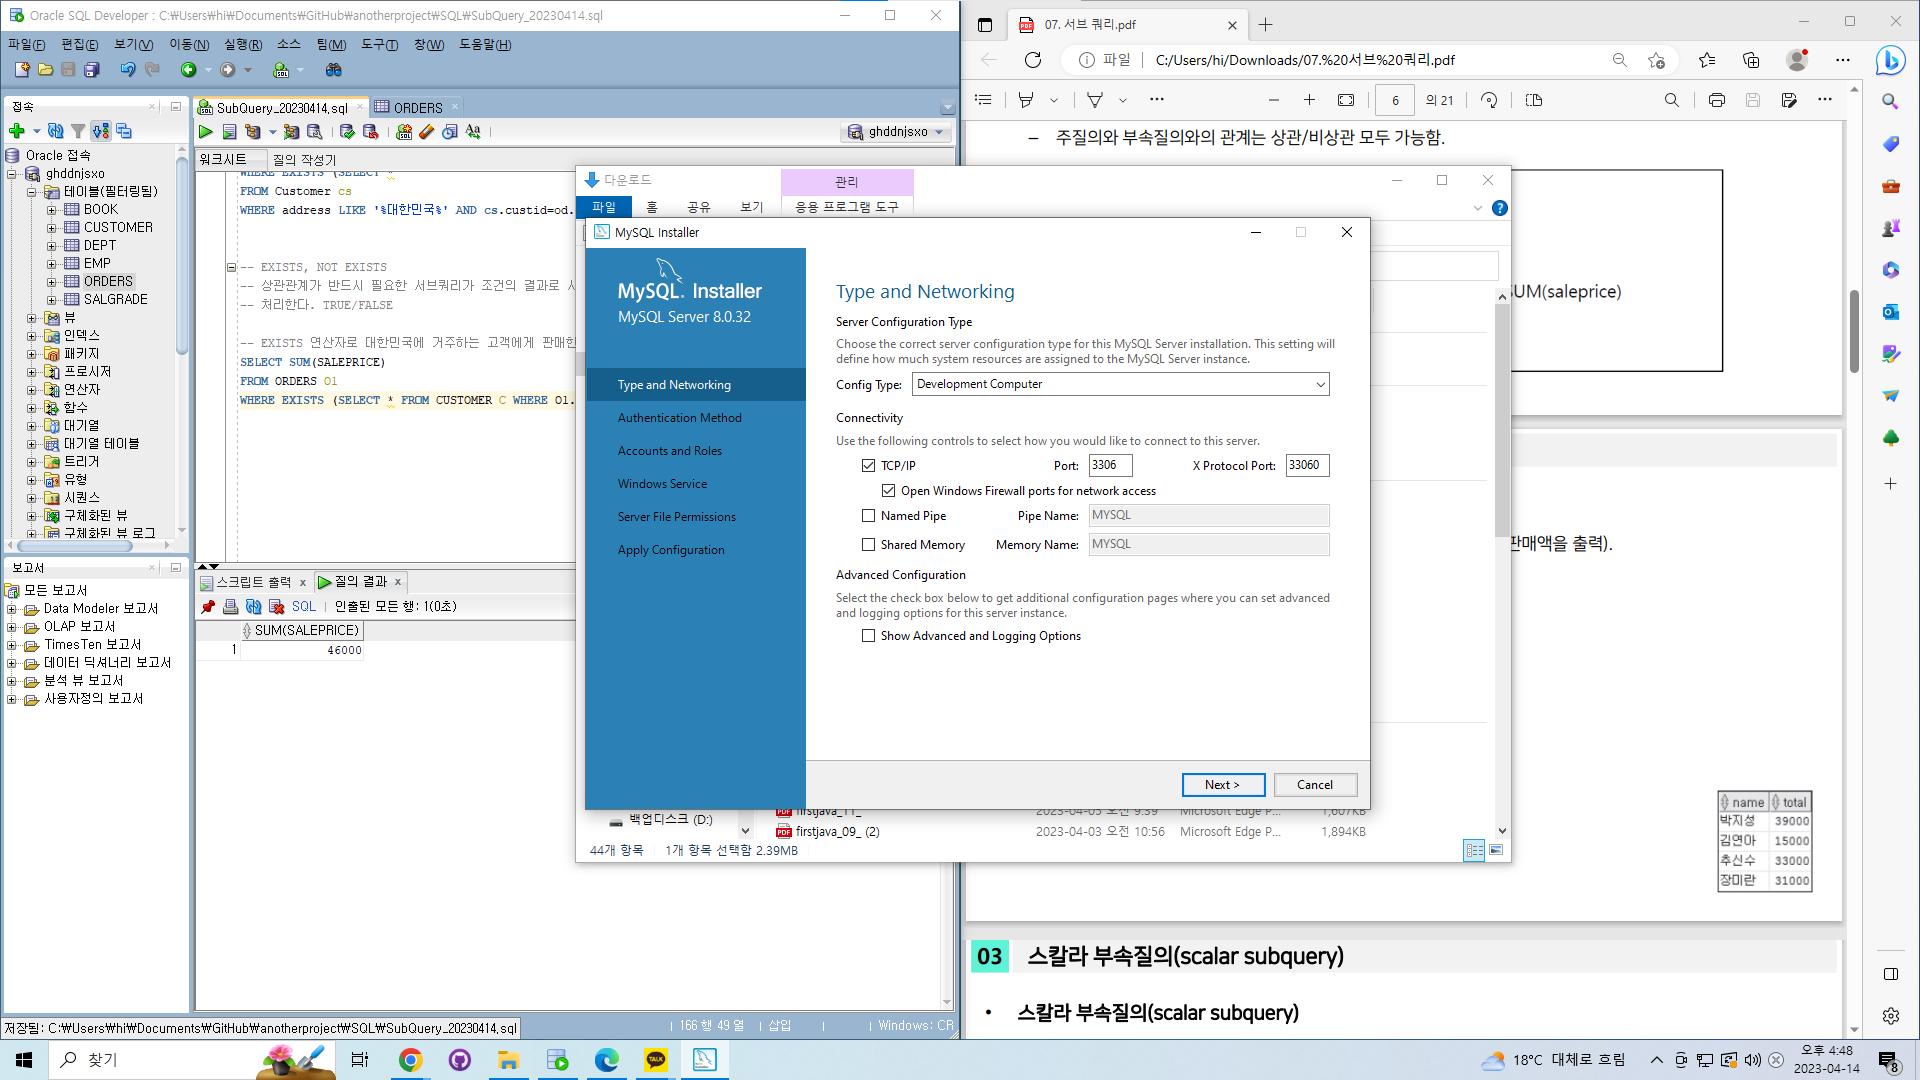 Oracle SQL Developer : C:₩Users₩hi₩Documents₩GitHub₩anotherproject₩SQL₩SubQuery_20230414.sql
파일(F) 편집(E) 보기(V) 이동(N) 실행(R) 소스 팀(M) 도구(T) 창(W) 도움말(H)
접속
Oracle 접속
ghddnjsxo
테이블(필터링됨)
BOOK
CUSTOMER
DEPT
EMP
ORDERS
SALGRADE
뷰
인덱스
패키지
프로시저
연산자
함수
대기열
대기열 테이블
트리거
유형
시퀀스
구체화된 뷰
구체화된 뷰 로그
보고서
모든 보고서
Data Modeler 보고서
OLAP 보고서
TimesTen 보고서
데이터 딕셔너리 보고서
분석 뷰 보고서
사용자정의 보고서
SubQuery_20230414.sql
ORDERS
ghddnjsxo
워크시트 질의 작성기
WHERE EXISTS (SELECT *
FROM Customer cs
WHERE address LIKE '%대한민국%' AND cs.custid=od.
-- EXISTS, NOT EXISTS
-- 상관관계가 반드시 필요한 서브쿼리가 조건의 결과로
-- 처리한다. TRUE/FALSE
-- EXISTS 연산자로 대한민국에 거주하는 고객에게 판매한
SELECT SUM(SALEPRICE)
FROM ORDERS O1
WHERE EXISTS (SELECT * FROM CUSTOMER C WHERE O1.
스크립트 출력 질의 결과
SQL 인출된 모든 행: 1(0초)
SUM(SALEPRICE)
1 46000
저장됨: C:₩Users₩hi₩Documents₩GitHub₩anotherproject₩SQL₩SubQuery_20230414.sql
166 행 49 열 삽입 Windows: CR
다운로드
관리
파일 홈 공유 보기 응용 프로그램 도구
MySQL Installer
MySQL. Installer
MySQL Server 8.0.32
Type and Networking
Authentication Method
Accounts and Roles
Windows Service
Server File Permissions
Apply Configuration
Type and Networking
Server Configuration Type
Choose the correct server configuration type for this MySQL Server installation. This setting will
define how much system resources are assigned to the MySQL Server instance.
Config Type: Development Computer
Connectivity
Use the following controls to select how you would like to connect to this server.
TCP/IP Port: 3306 X Protocol Port: 33060
Open Windows Firewall ports for network access
Named Pipe Pipe Name: MYSQL
Shared Memory Memory Name: MYSQL
Advanced Configuration
Select the check box below to get additional configuration pages where you can set advanced
and logging options for this server instance.
Show Advanced and Logging Options
Next > Cancel
백업디스크 (D:)
firstjava_11_ 2023-04-05 오전 9:39 Microsoft Edge P... 1,607KB
firstjava_09_ (2) 2023-04-03 오전 10:56 Microsoft Edge P... 1,894KB
44개 항목 1개 항목 선택함 2.39MB
07. 서브 쿼리.pdf
파일 C:/Users/hi/Downloads/07.%20서브%20쿼리.pdf
6 의 21
– 주질의와 부속질의와의 관계는 상관/비상관 모두 가능함.
SUM(saleprice)
판매액을 출력).
name total
박지성 39000
김연아 15000
추신수 33000
장미란 31000
03 스칼라 부속질의(scalar subquery)
• 스칼라 부속질의(scalar subquery)
찾기
TALK
18°C 대체로 흐림
오후 4:48
2023-04-14
8